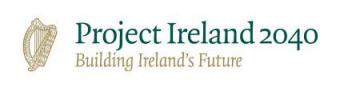 Project Ireland 2040
Building Ireland's Future